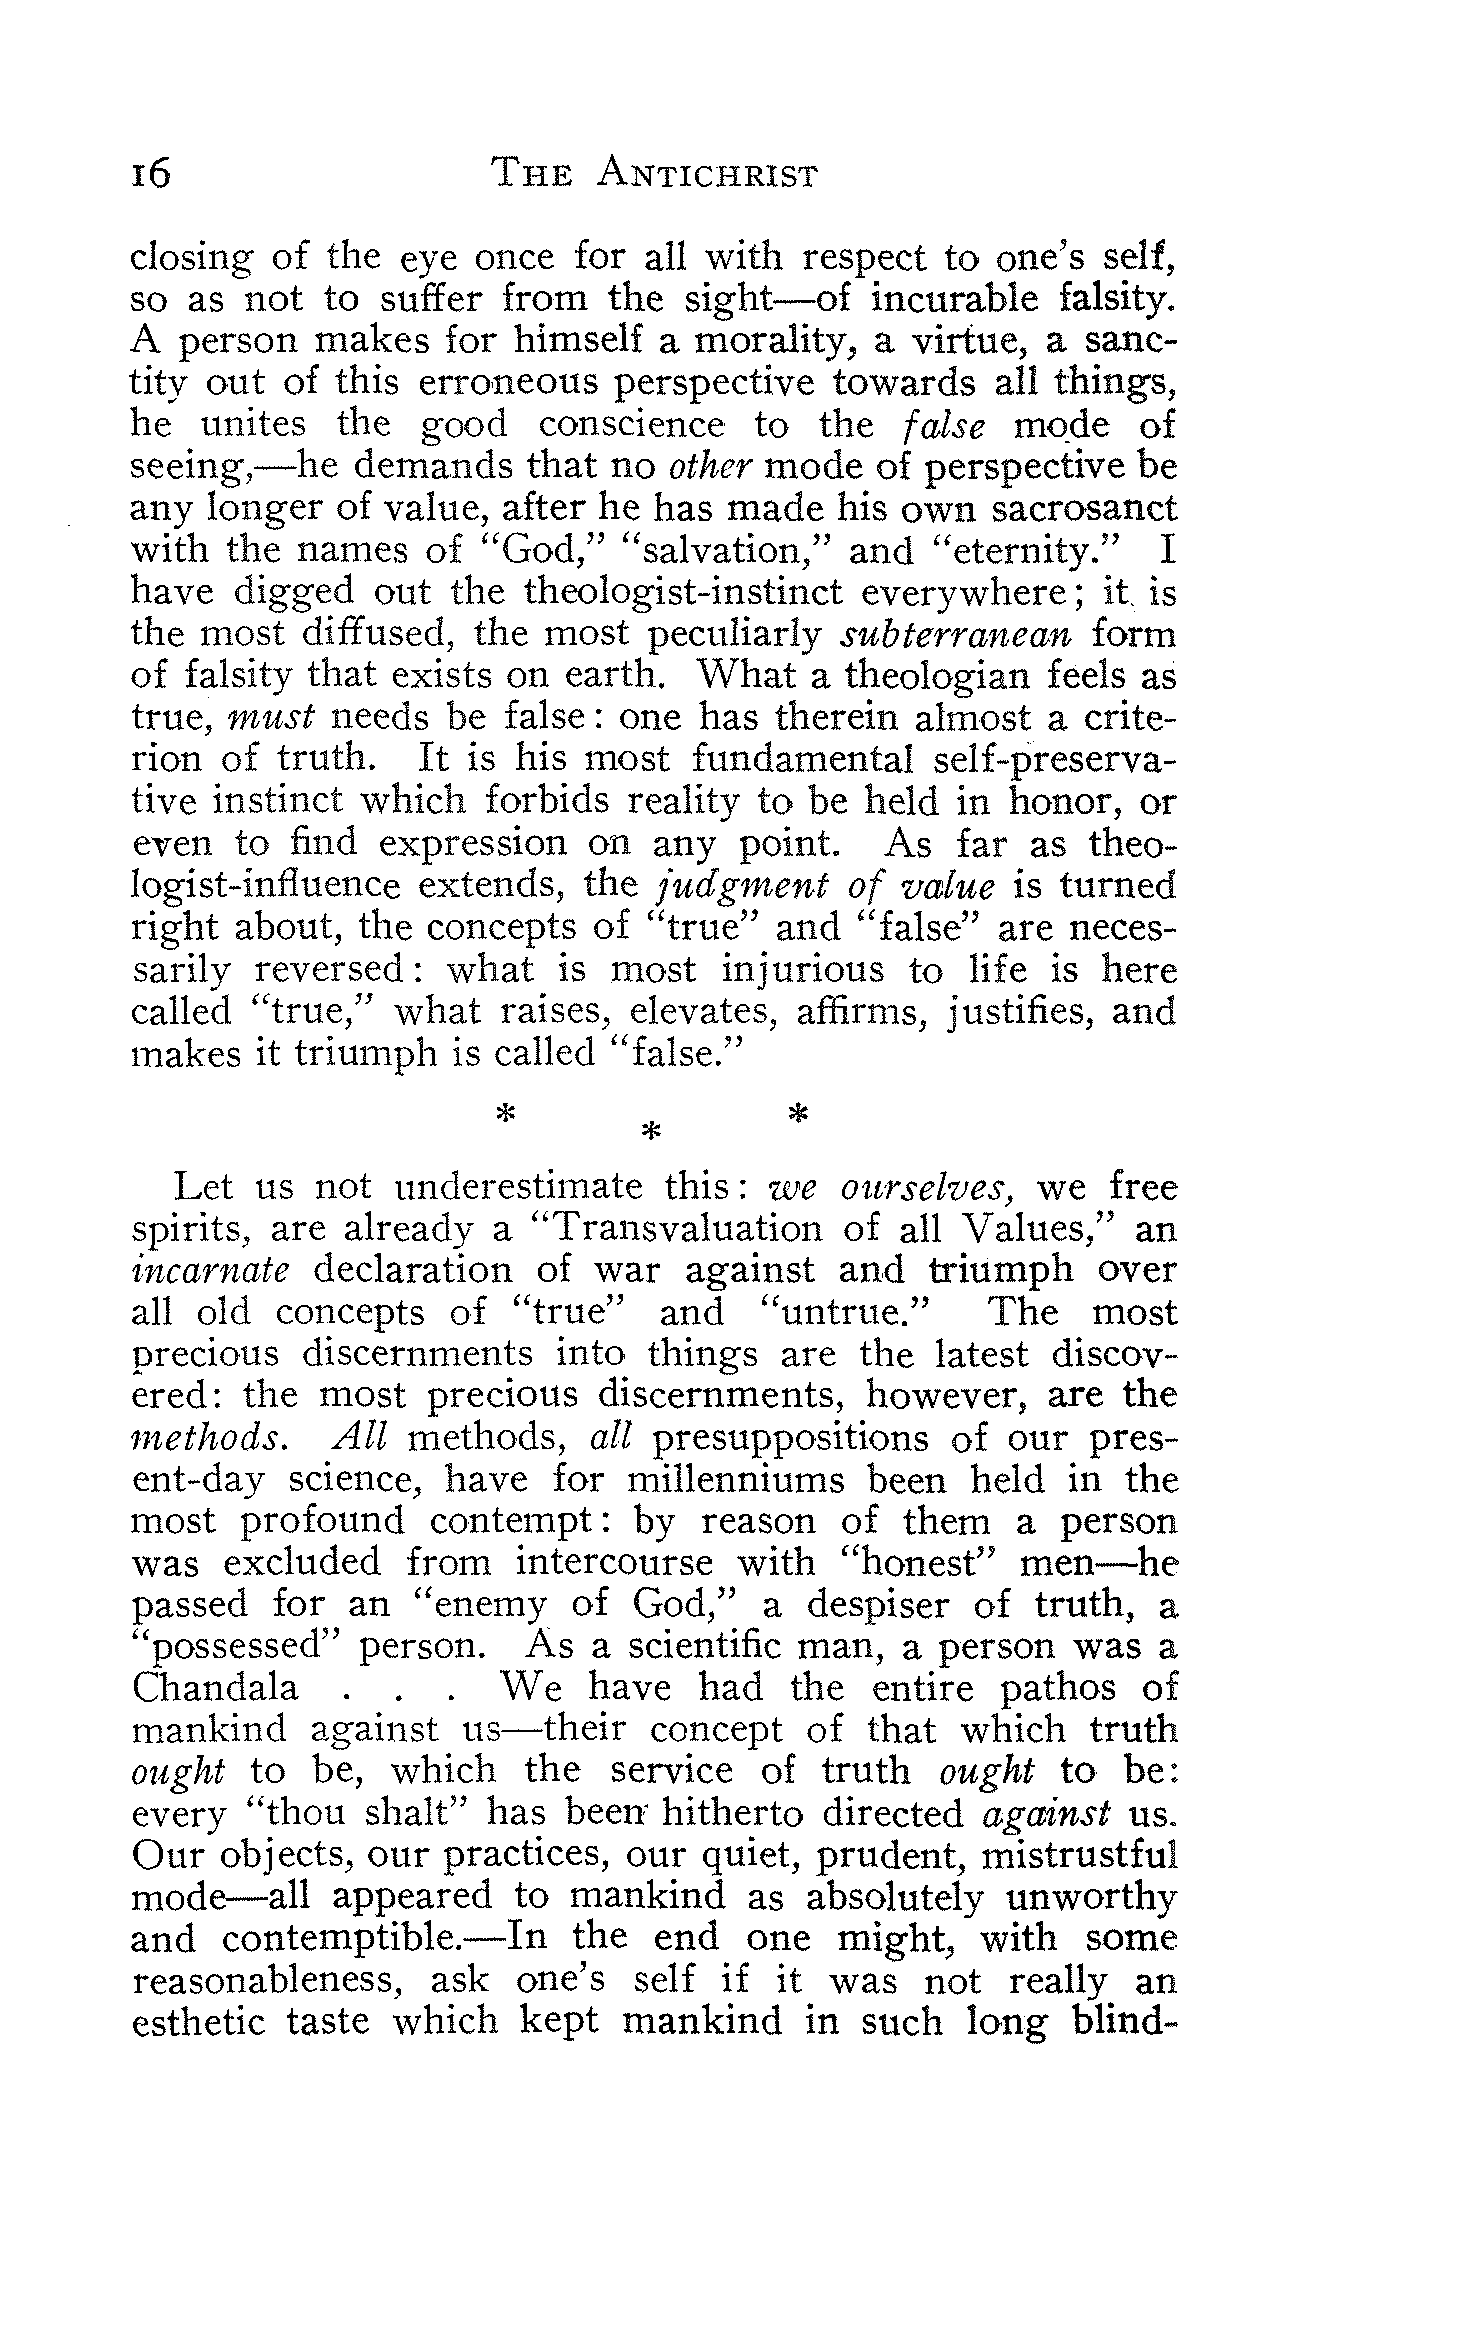 16 THE ANTICHRIST
closing of the eye once for all with respect to one's self,
so as not to suffer from the sight—of incurable falsity.
A person makes for himself a morality, a virtue, a sanc-
tity out of this erroneous perspective towards all things,
he unites the good conscience to the false mode of
seeing,—he demands that no other mode of perspective be
any longer of value, after he has made his own sacrosanct
with the names of “God,” “salvation,” and “eternity.” I
have digged out the theologist-instinct everywhere; it is
the most diffused, the most peculiarly subterranean form
of falsity that exists on earth. What a theologian feels as
true, must needs be false: one has therein almost a crite-
rion of truth. It is his most fundamental self-preserva-
tive instinct which forbids reality to be held in honor, or
even to find expression on any point. As far as theo-
logist-influence extends, the judgment of value is turned
right about, the concepts of “true” and “false” are neces-
sarily reversed: what is most injurious to life is here
called “true,” what raises, elevates, affirms, justifies, and
makes it triumph is called “false.”
* * *
Let us not underestimate this: we ourselves, we free
spirits, are already a “Transvaluation of all Values,” an
incarnate declaration of war against and triumph over
all old concepts of “true” and “untrue.” The most
precious discernments into things are the latest discov-
ered: the most precious discernments, however, are the
methods. All methods, all presuppositions of our pres-
ent-day science, have for millenniums been held in the
most profound contempt: by reason of them a person
was excluded from intercourse with “honest” men—he
passed for an “enemy of God,” a despiser of truth, a
“possessed” person. As a scientific man, a person was a
Chandala . . . We have had the entire pathos of
mankind against us—their concept of that which truth
ought to be, which the service of truth ought to be:
every “thou shalt” has been hitherto directed against us.
Our objects, our practices, our quiet, prudent, mistrustful
mode—all appeared to mankind as absolutely unworthy
and contemptible.—In the end one might, with some
reasonableness, ask one's self if it was not really an
esthetic taste which kept mankind in such long blind-